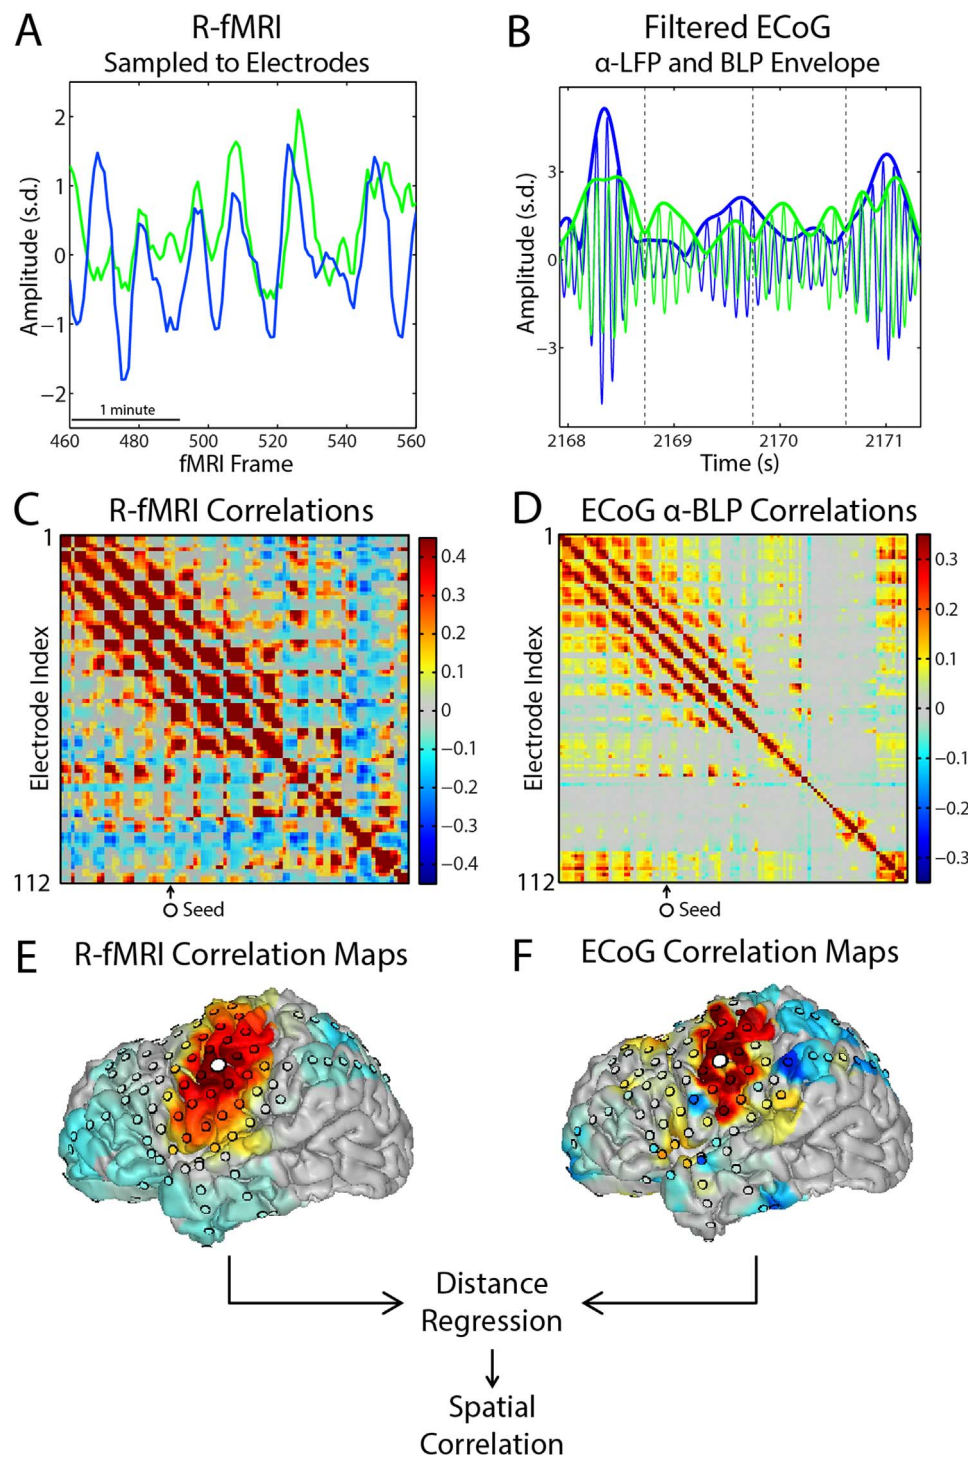 A
R-fMRI
Sampled to Electrodes
Amplitude (s.d.)
2
1
0
−1
−2
1 minute
460
480
500
520
540
560
fMRI Frame
B
Filtered ECoG
α-LFP and BLP Envelope
Amplitude (s.d.)
3
0
−3
2168
2169
2170
2171
Time (s)
C
R-fMRI Correlations
Electrode Index
1
112
Seed
0.4
0.3
0.2
0.1
0
−0.1
−0.2
−0.3
−0.4
D
ECoG α-BLP Correlations
Electrode Index
1
112
Seed
0.3
0.2
0.1
0
−0.1
−0.2
−0.3
E
R-fMRI Correlation Maps
F
ECoG Correlation Maps
Distance
Regression
Spatial
Correlation